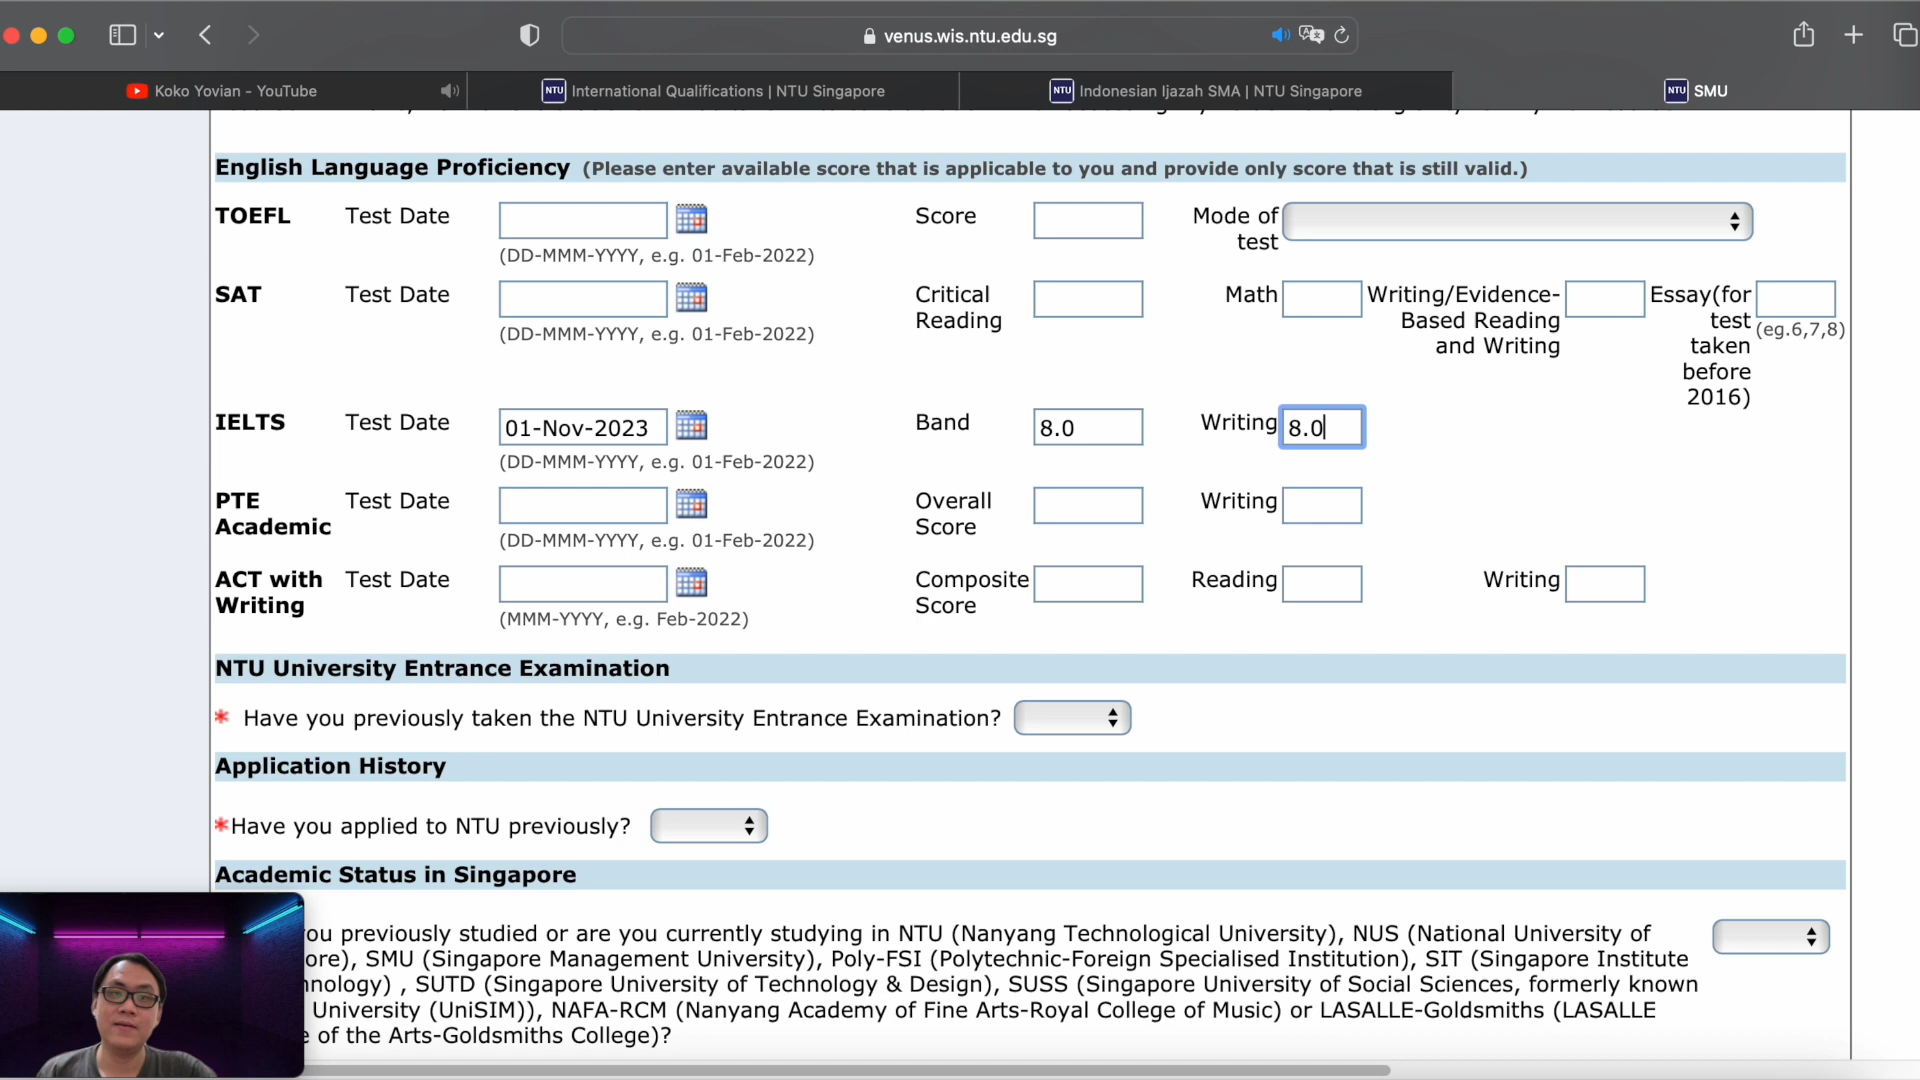 venus.wis.ntu.edu.sg
Koko Yovian - YouTube
NTU International Qualifications | NTU Singapore
NTU Indonesian Ijazah SMA | NTU Singapore
NTU SMU
English Language Proficiency (Please enter available score that is applicable to you and provide only score that is still valid.)
TOEFL Test Date Score Mode of
test
(DD-MMM-YYYY, e.g. 01-Feb-2022)
SAT Test Date Critical Math Writing/Evidence- Essay(for
Reading Based Reading test
(DD-MMM-YYYY, e.g. 01-Feb-2022) (eg.6,7,8)
and Writing taken
before
2016)
IELTS Test Date 01-Nov-2023 Band 8.0 Writing 8.0
(DD-MMM-YYYY, e.g. 01-Feb-2022)
PTE Test Date Overall Writing
Academic Score
(DD-MMM-YYYY, e.g. 01-Feb-2022)
ACT with Test Date Composite Reading Writing
Writing Score
(MMM-YYYY, e.g. Feb-2022)
NTU University Entrance Examination
* Have you previously taken the NTU University Entrance Examination?
Application History
*Have you applied to NTU previously?
Academic Status in Singapore
ou previously studied or are you currently studying in NTU (Nanyang Technological University), NUS (National University of
ore), SMU (Singapore Management University), Poly-FSI (Polytechnic-Foreign Specialised Institution), SIT (Singapore Institute
nology) , SUTD (Singapore University of Technology & Design), SUSS (Singapore University of Social Sciences, formerly known
University (UniSIM)), NAFA-RCM (Nanyang Academy of Fine Arts-Royal College of Music) or LASALLE-Goldsmiths (LASALLE
e of the Arts-Goldsmiths College)?